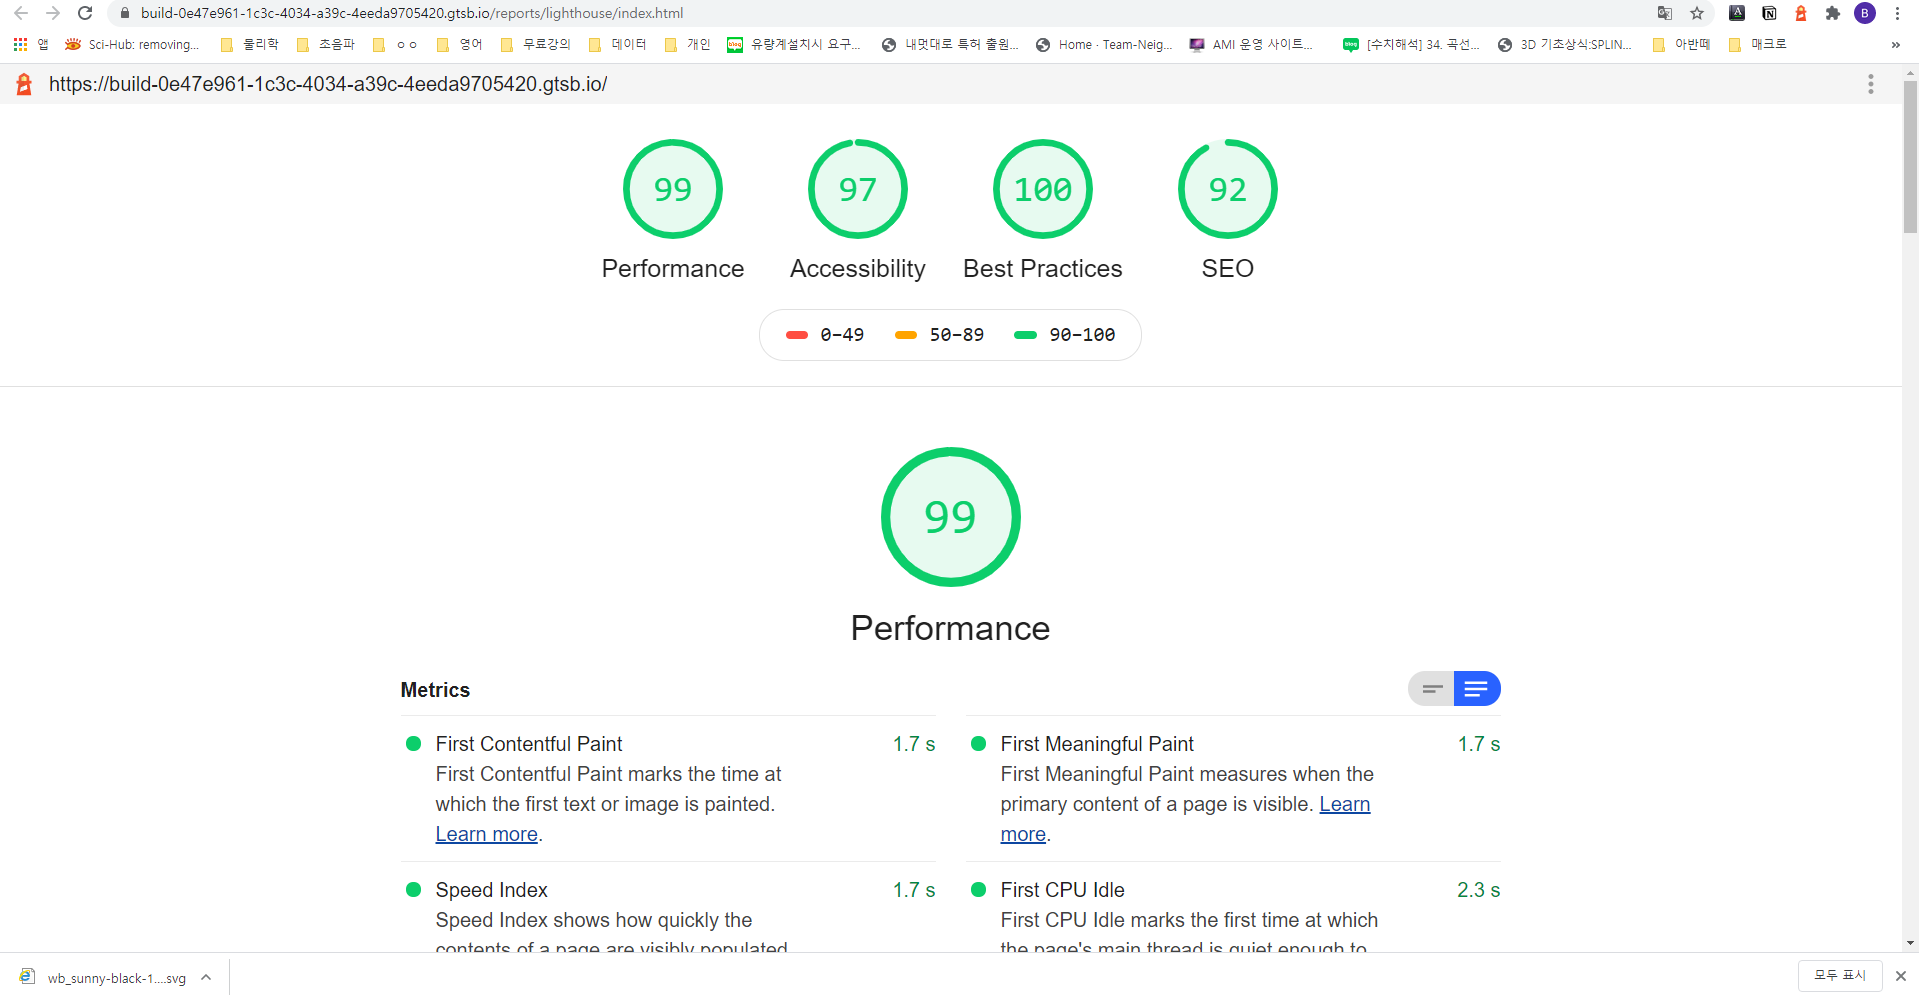 build-0e47e961-1c3c-4034-a39c-4eeda9705420.gtsb.io/reports/lighthouse/index.html
앱 Sci-Hub: removing... 물리학 초음파 ㅇㅇ 영어 무료강의 데이터 개인 유량계설치시 요구... 내멋대로 특허 출원... Home · Team-Neig... AMI 운영 사이트... [수치해석] 34. 곡선... 3D 기초상식:SPLIN... 아반떼 매크로 »
https://build-0e47e961-1c3c-4034-a39c-4eeda9705420.gtsb.io/
99 97 100 92
Performance Accessibility Best Practices SEO
0–49 50–89 90–100
99
Performance
Metrics
First Contentful Paint 1.7 s
First Contentful Paint marks the time at
which the first text or image is painted.
Learn more.
First Meaningful Paint 1.7 s
First Meaningful Paint measures when the
primary content of a page is visible. Learn
more.
Speed Index 1.7 s
Speed Index shows how quickly the
contents of a page are visibly populated
First CPU Idle 2.3 s
First CPU Idle marks the first time at which
the page's main thread is quiet enough to
wb_sunny-black-1....svg
모두 표시